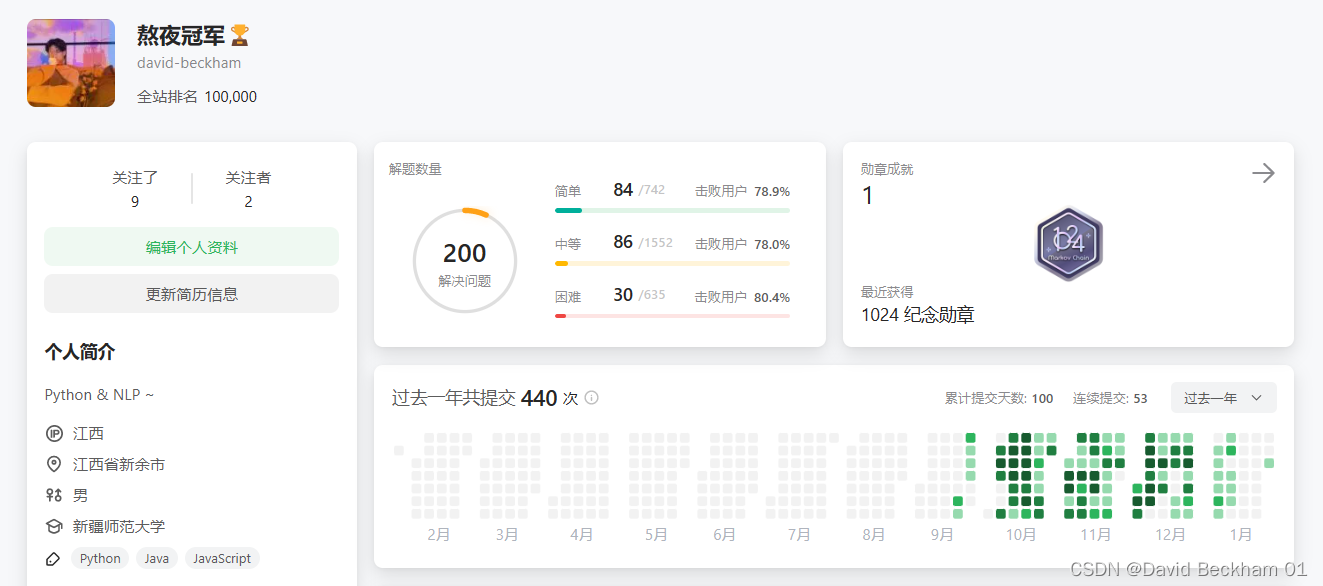 熬夜冠军🏆
david-beckham
全站排名 100,000
关注了 关注者
9 2
编辑个人资料
更新简历信息
个人简介
Python & NLP ~
IP 江西
江西省新余市
男
新疆师范大学
Python Java JavaScript
解题数量
200
解决问题
简单 84 /742 击败用户 78.9%
中等 86 /1552 击败用户 78.0%
困难 30 /635 击败用户 80.4%
勋章成就
1
1024
Markov Chain
最近获得
1024 纪念勋章
过去一年共提交 440 次
累计提交天数: 100 连续提交: 53 过去一年
2月 3月 4月 5月 6月 7月 8月 9月 10月 11月 12月 1月
CSDN @David Beckham 01